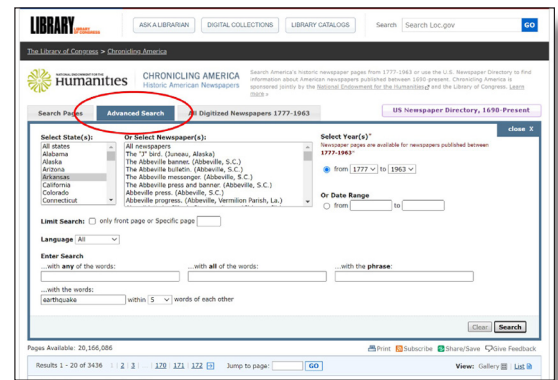 LIBRARY OF CONGRESS
ASK A LIBRARIAN
DIGITAL COLLECTIONS
LIBRARY CATALOGS
Search
Search Loc.gov
GO
The Library of Congress > Chronicling America
NATIONAL ENDOWMENT FOR THE
Humanities
CHRONICLING AMERICA
Historic American Newspapers
Search America's historic newspaper pages from 1777-1963 or use the U.S. Newspaper Directory to find
information about American newspapers published between 1690-present. Chronicling America is
sponsored jointly by the National Endowment for the Humanities and the Library of Congress. Learn
more »
Search Pages
Advanced Search
All Digitized Newspapers 1777-1963
US Newspaper Directory, 1690-Present
close X
Select State(s):
All states
Alabama
Alaska
Arizona
Arkansas
California
Colorado
Connecticut
Or Select Newspaper(s):
All newspapers
The "J" bird. (Juneau, Alaska)
The Abbeville banner. (Abbeville, S.C.)
The Abbeville bulletin. (Abbeville, S.C.)
The Abbeville messenger. (Abbeville, S.C.)
The Abbeville press and banner. (Abbeville, S.C.)
Abbeville press. (Abbeville, S.C.)
Abbeville progress. (Abbeville, Vermilion Parish, La.)
Select Year(s)"
Newspaper pages are available for newspapers published between
1777-1963"
from 1777 to 1963
Or Date Range
from to
Limit Search: only front page or Specific page
Language All
Enter Search
...with any of the words:
...with all of the words:
...with the phrase:
...with the words:
earthquake within 5 words of each other
Clear
Search
Pages Available: 20,166,086
Print Subscribe Share/Save Give Feedback
Results 1 - 20 of 3436 | 1 | 2 | 3 | ... | 170 | 171 | 172 Jump to page: GO
View: Gallery | List